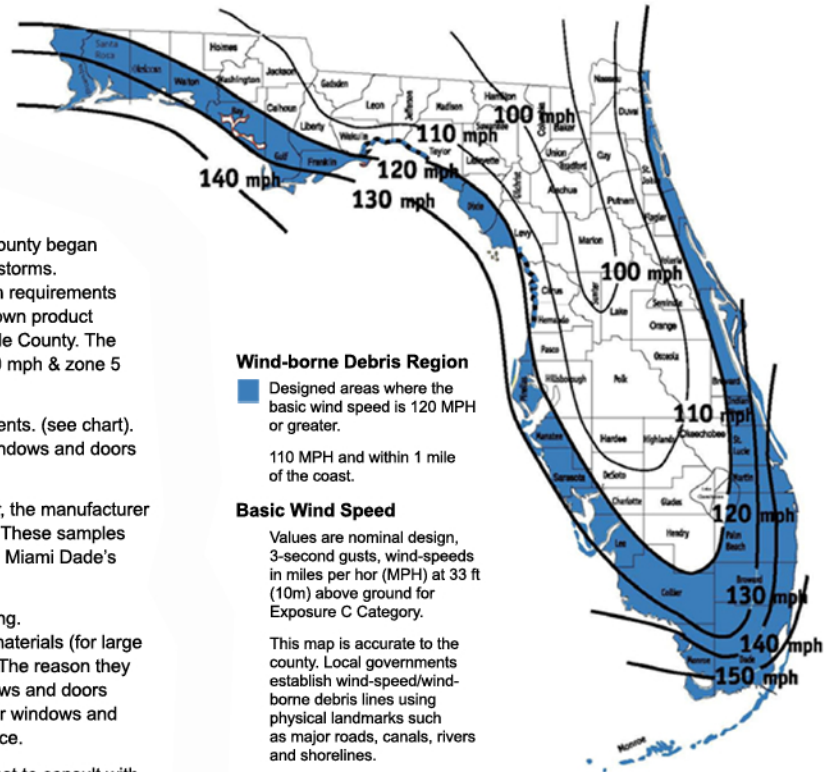 ounty began
storms.
n requirements
own product
le County. The
) mph & zone 5
ents. (see chart).
ndows and doors
r, the manufacturer
These samples
Miami Dade's
ng.
naterials (for large
The reason they
ws and doors
r windows and
ce.
Wind-borne Debris Region
Designed areas where the
basic wind speed is 120 MPH
or greater.
110 MPH and within 1 mile
of the coast.
Basic Wind Speed
Values are nominal design,
3-second gusts, wind-speeds
in miles per hor (MPH) at 33 ft
(10m) above ground for
Exposure C Category.
This map is accurate to the
county. Local governments
establish wind-speed/wind-
borne debris lines using
physical landmarks such
as major roads, canals, rivers
and shorelines.
Santa
Rosa
Holmes
Walton
Washington
Jackson
Bay
Calhoun
Gulf
Liberty
Franklin
Gadsden
Leon
Wakulla
Jefferson
Madison
Taylor
Hamilton
Lafayette
Dixie
Gilchrist
Levy
Union
Bradford
Baker
Nassau
Duval
Clay
Putnam
Flagler
Alachua
Marion
Volusia
Citrus
Hernando
Sumter
Lake
Seminole
Orange
Osceola
Brevard
Pasco
Hillsborough
Polk
Manatee
Hardee
Highlands
Okeechobee
Indian
St.
Lucie
Martin
Sarasota
DeSoto
Charlotte
Glades
Lee
Hendry
Palm
Beach
Collier
Broward
Monroe
Dade
Monroe
140 mph
130 mph
120 mph
110 mph
100 mph
100 mph
110 mph
120 mph
130 mph
140 mph
150 mph